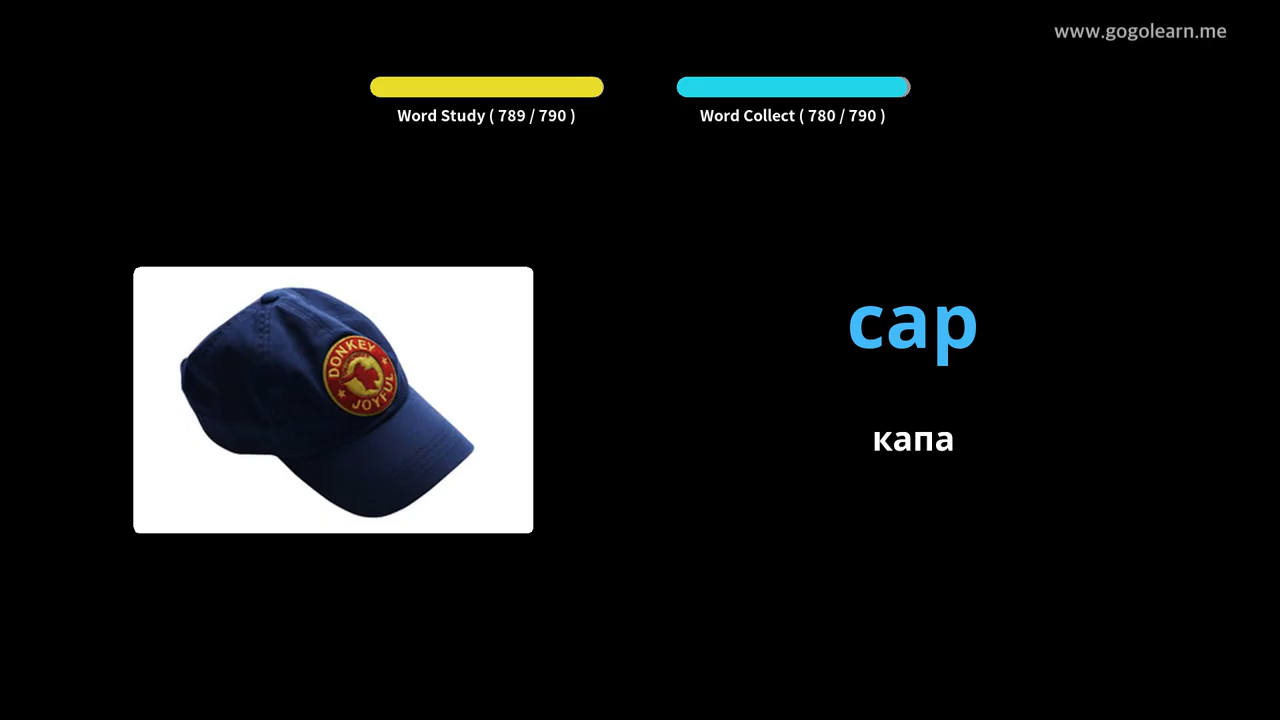 www.gogolearn.me
Word Study ( 789 / 790 )
Word Collect ( 780 / 790 )
DONKEY
JOYFUL
cap
капа